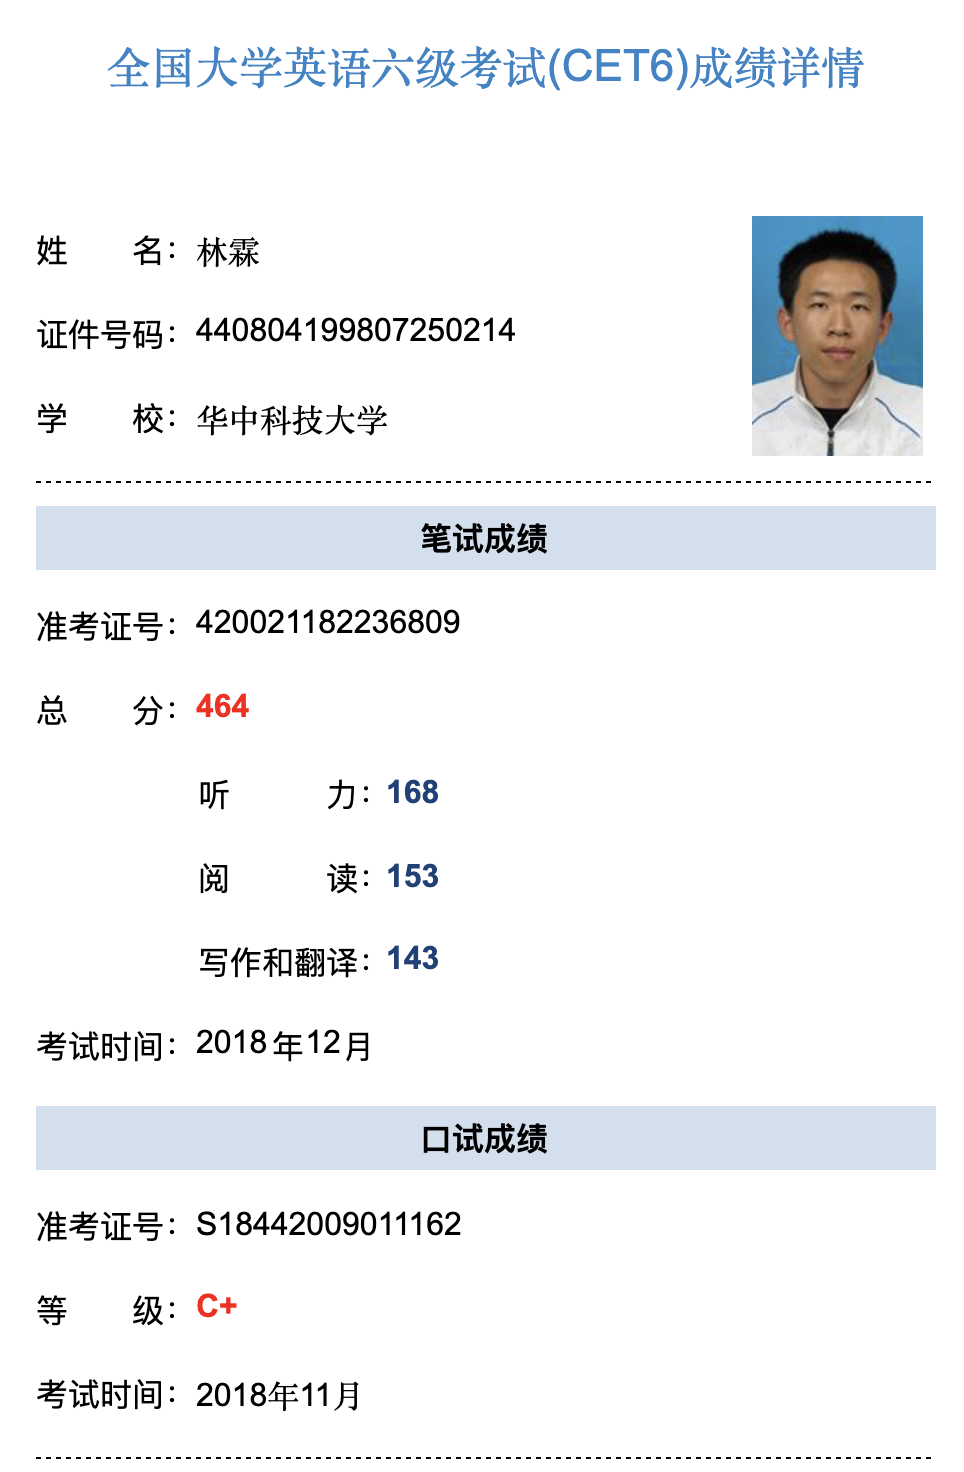 全国大学英语六级考试(CET6)成绩详情
姓　　名：林霖
证件号码：440804199807250214
学　　校：华中科技大学
笔试成绩
准考证号：420021182236809
总　　分：464
听　　　力：168
阅　　　读：153
写作和翻译：143
考试时间：2018年12月
口试成绩
准考证号：S18442009011162
等　　级：C+
考试时间：2018年11月